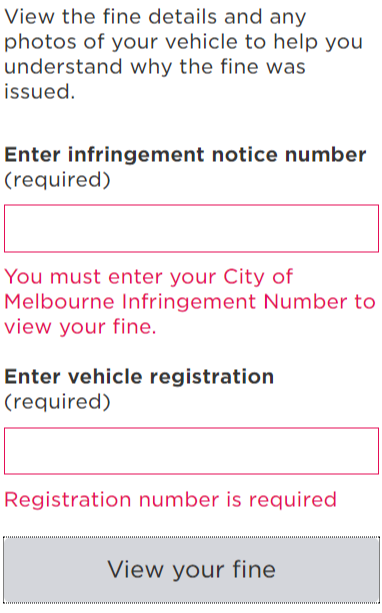 View the fine details and any
photos of your vehicle to help you
understand why the fine was
issued.
Enter infringement notice number
(required)
You must enter your City of
Melbourne Infringement Number to
view your fine.
Enter vehicle registration
(required)
Registration number is required
View your fine